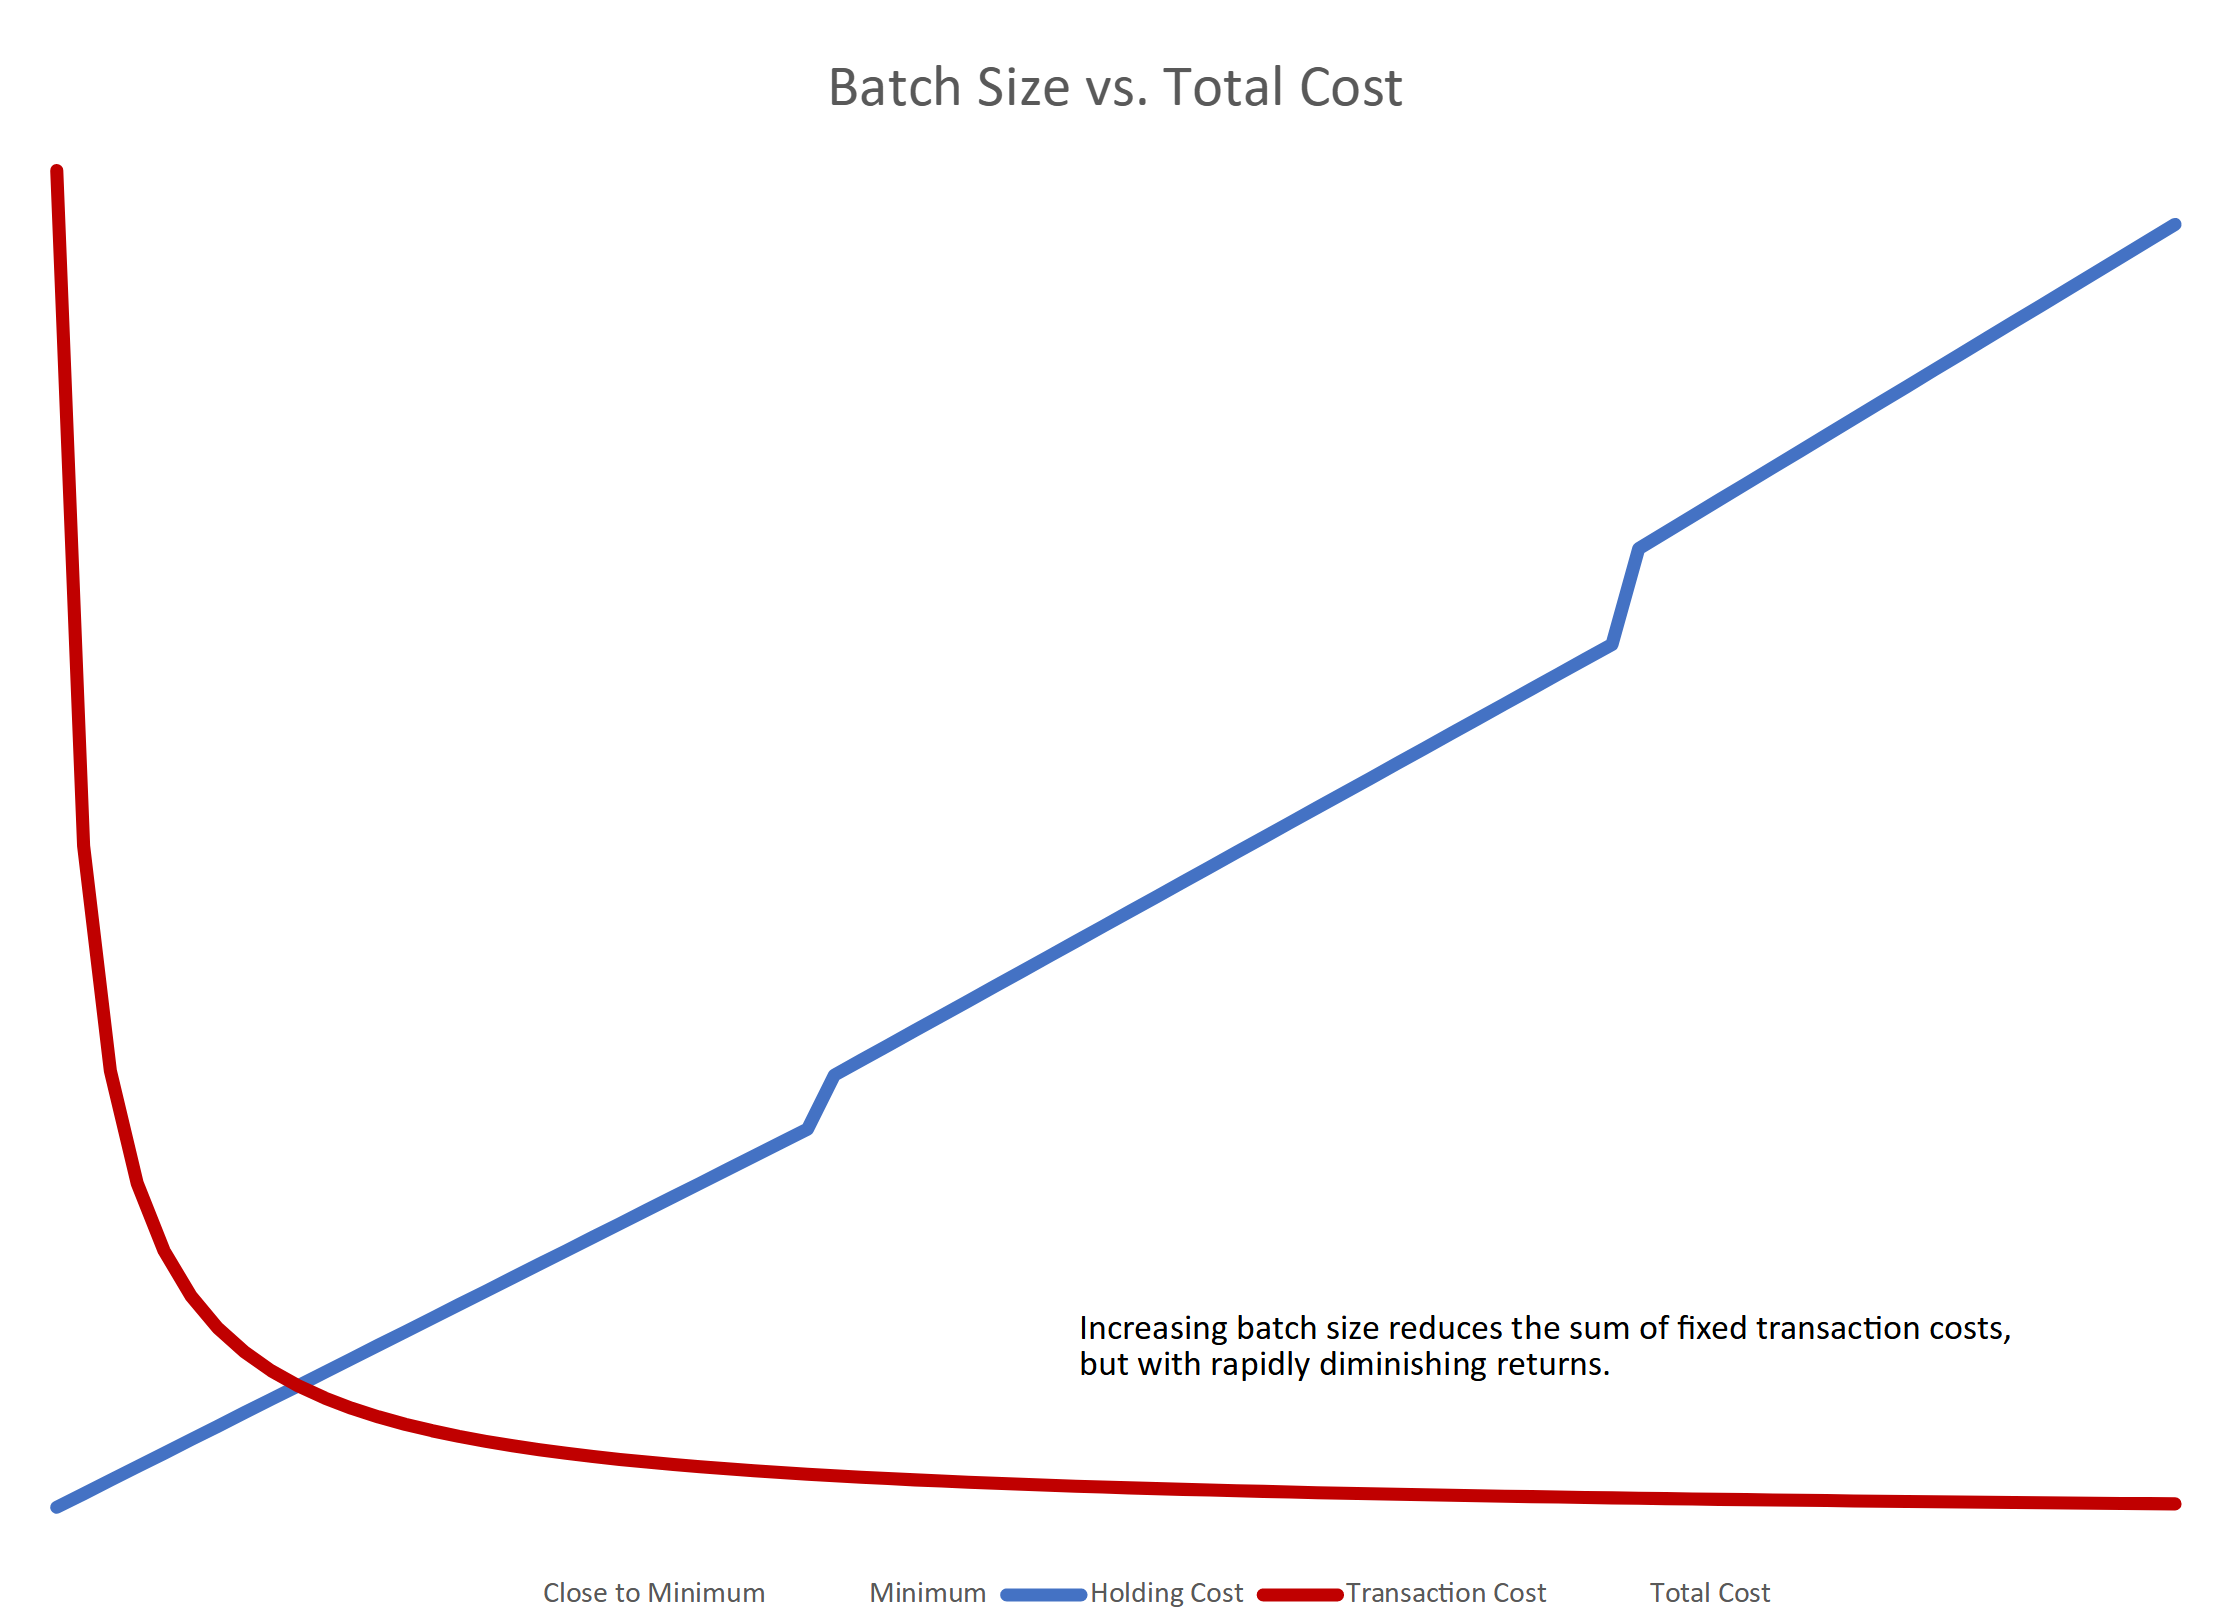 Batch Size vs. Total Cost
Increasing batch size reduces the sum of fixed transaction costs,
but with rapidly diminishing returns.
Close to Minimum Minimum Holding Cost Transaction Cost Total Cost